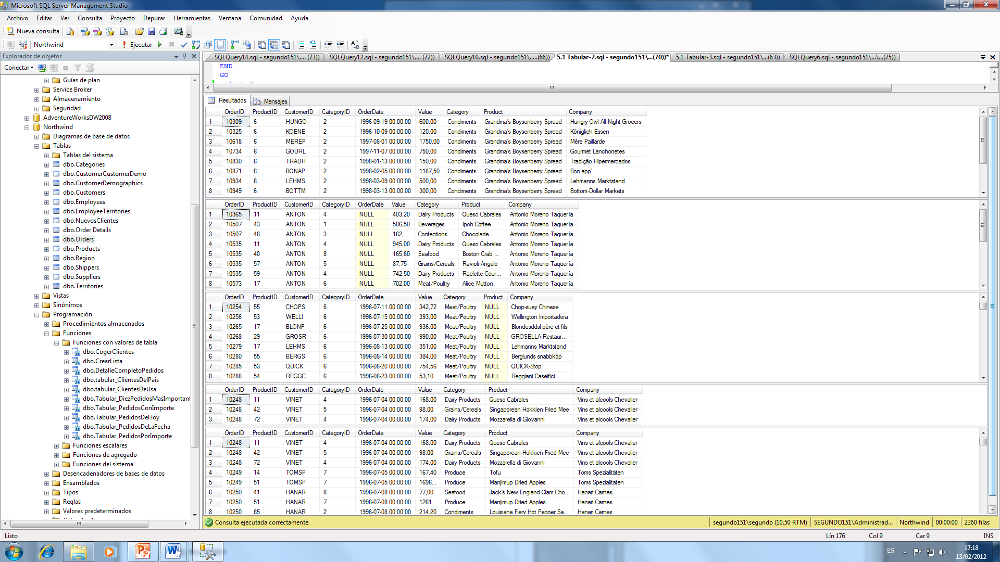 Microsoft SQL Server Management Studio
Archivo Editar Ver Consulta Proyecto Depurar Herramientas Ventana Comunidad Ayuda
Nueva consulta
Northwind Ejecutar
Explorador de objetos
Conectar
Guías de plan
Service Broker
Almacenamiento
Seguridad
AdventureWorksDW2008
Northwind
Diagramas de base de datos
Tablas
Tablas del sistema
dbo.Categories
dbo.CustomerCustomerDemo
dbo.CustomerDemographics
dbo.Customers
dbo.Employees
dbo.EmployeeTerritories
dbo.NuevosClientes
dbo.Order Details
dbo.Orders
dbo.Products
dbo.Region
dbo.Shippers
dbo.Suppliers
dbo.Territories
Vistas
Sinónimos
Programación
Procedimientos almacenados
Funciones
Funciones con valores de tabla
dbo.CogerClientes
dbo.CrearLista
dbo.DetalleCompletoPedidos
dbo.tabular_ClientesDelPais
dbo.tabular_ClientesDeUsa
dbo.Tabular_DiezPedidosMasImportant
dbo.Tabular_PedidosConImporte
dbo.Tabular_PedidosDeHoy
dbo.Tabular_PedidosDeLaFecha
dbo.Tabular_PedidosPorImporte
Funciones escalares
Funciones de agregado
Funciones del sistema
Desencadenadores de bases de datos
Ensamblados
Tipos
Reglas
Valores predeterminados
SQLQuery14.sql - segundo151\.... (73)) SQLQuery12.sql - segundo151\.... (72)) SQLQuery10.sql - segundo151\.....(66)) 5.1 Tabular-2.sql - segundo151\...(70))* 5.1 Tabular-3.sql - segundo151\...(63)) SQLQuery6.sql - segundo151\...(75))
END
GO
select *
Resultados Mensajes
OrderID ProductID CustomerID CategoryID OrderDate Value Category Product Company
1 10309 6 HUNGO 2 1996-09-19 00:00:00 600,00 Condiments Grandma's Boysenberry Spread Hungry Owl All-Night Grocers
2 10325 6 KOENE 2 1996-10-09 00:00:00 120,00 Condiments Grandma's Boysenberry Spread Königlich Essen
3 10618 6 MEREP 2 1997-08-01 00:00:00 1750,00 Condiments Grandma's Boysenberry Spread Mère Paillarde
4 10734 6 GOURL 2 1997-11-07 00:00:00 750,00 Condiments Grandma's Boysenberry Spread Gourmet Lanchonetes
5 10830 6 TRADH 2 1998-01-13 00:00:00 150,00 Condiments Grandma's Boysenberry Spread Tradição Hipermercados
6 10871 6 BONAP 2 1998-02-05 00:00:00 1187,50 Condiments Grandma's Boysenberry Spread Bon app'
7 10934 6 LEHMS 2 1998-03-09 00:00:00 500,00 Condiments Grandma's Boysenberry Spread Lehmanns Marktstand
8 10949 6 BOTTM 2 1998-03-13 00:00:00 300,00 Condiments Grandma's Boysenberry Spread Bottom-Dollar Markets
OrderID ProductID CustomerID CategoryID OrderDate Value Category Product Company
1 10365 11 ANTON 4 NULL 403,20 Dairy Products Queso Cabrales Antonio Moreno Taquería
2 10507 43 ANTON 1 NULL 586,50 Beverages Ipoh Coffee Antonio Moreno Taquería
3 10507 48 ANTON 3 NULL 162,... Confections Chocolade Antonio Moreno Taquería
4 10535 11 ANTON 4 NULL 945,00 Dairy Products Queso Cabrales Antonio Moreno Taquería
5 10535 40 ANTON 8 NULL 165,60 Seafood Boston Crab ... Antonio Moreno Taquería
6 10535 57 ANTON 5 NULL 87,75 Grains/Cereals Ravioli Angelo Antonio Moreno Taquería
7 10535 59 ANTON 4 NULL 742,50 Dairy Products Raclette Cour... Antonio Moreno Taquería
8 10573 17 ANTON 6 NULL 702,00 Meat/Poultry Alice Mutton Antonio Moreno Taquería
OrderID ProductID CustomerID CategoryID OrderDate Value Category Product Company
1 10254 55 CHOPS 6 1996-07-11 00:00:00 342,72 Meat/Poultry NULL Chop-suey Chinese
2 10256 53 WELLI 6 1996-07-15 00:00:00 393,00 Meat/Poultry NULL Wellington Importadora
3 10265 17 BLONP 6 1996-07-25 00:00:00 936,00 Meat/Poultry NULL Blondesddsl père et fils
4 10268 29 GROSR 6 1996-07-30 00:00:00 990,00 Meat/Poultry NULL GROSELLA-Restaur...
5 10279 17 LEHMS 6 1996-08-13 00:00:00 351,00 Meat/Poultry NULL Lehmanns Marktstand
6 10280 55 BERGS 6 1996-08-14 00:00:00 384,00 Meat/Poultry NULL Berglunds snabbköp
7 10285 53 QUICK 6 1996-08-20 00:00:00 754,56 Meat/Poultry NULL QUICK-Stop
8 10288 54 REGGC 6 1996-08-23 00:00:00 53,10 Meat/Poultry NULL Reggiani Caseifici
OrderID ProductID CustomerID CategoryID OrderDate Value Category Product Company
1 10248 11 VINET 4 1996-07-04 00:00:00 168,00 Dairy Products Queso Cabrales Vins et alcools Chevalier
2 10248 42 VINET 5 1996-07-04 00:00:00 98,00 Grains/Cereals Singaporean Hokkien Fried Mee Vins et alcools Chevalier
3 10248 72 VINET 4 1996-07-04 00:00:00 174,00 Dairy Products Mozzarella di Giovanni Vins et alcools Chevalier
OrderID ProductID CustomerID CategoryID OrderDate Value Category Product Company
1 10248 11 VINET 4 1996-07-04 00:00:00 168,00 Dairy Products Queso Cabrales Vins et alcools Chevalier
2 10248 42 VINET 5 1996-07-04 00:00:00 98,00 Grains/Cereals Singaporean Hokkien Fried Mee Vins et alcools Chevalier
3 10248 72 VINET 4 1996-07-04 00:00:00 174,00 Dairy Products Mozzarella di Giovanni Vins et alcools Chevalier
4 10249 14 TOMSP 7 1996-07-05 00:00:00 167,40 Produce Tofu Toms Spezialitäten
5 10249 51 TOMSP 7 1996-07-05 00:00:00 1696... Produce Manjimup Dried Apples Toms Spezialitäten
6 10250 41 HANAR 8 1996-07-08 00:00:00 77,00 Seafood Jack's New England Clam Cho... Hanari Carnes
7 10250 51 HANAR 7 1996-07-08 00:00:00 1261... Produce Manjimup Dried Apples Hanari Carnes
8 10250 65 HANAR 2 1996-07-08 00:00:00 214,20 Condiments Louisiana Fiery Hot Pepper Sa... Hanari Carnes
Consulta ejecutada correctamente. segundo151\segundo (10.50 RTM) SEGUNDO151\Administrad... Northwind 00:00:00 2360 filas
Listo Lín 176 Col 9 Car 9 INS
ES 17:18
13/02/2012